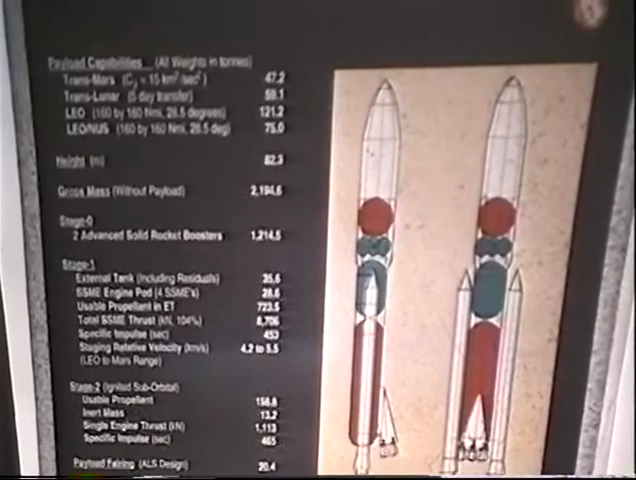 Payload Capabilities (All Weights in tonnes)
Trans-Mars (C3 = 15 km2/sec2) 47.2
Trans-Lunar (5 day transfer) 59.1
LEO (160 by 160 Nmi, 28.5 degrees) 121.2
LEO/NUS (160 by 160 Nmi, 28.5 deg) 75.0
Height (m) 82.3
Gross Mass (Without Payload) 2,194.6
Stage-0
2 Advanced Solid Rocket Boosters 1,214.5
Stage-1
External Tank (Including Residuals) 35.6
SSME Engine Pod (4 SSME's) 28.6
Usable Propellant in ET 723.5
Total SSME Thrust (kN, 104%) 8,706
Specific Impulse (sec) 453
Staging Relative Velocity (km/s) 4.2 to 5.5
(LEO to Mars Range)
Stage-2 (Ignited Sub-Orbital)
Usable Propellant 158.8
Inert Mass 13.2
Single Engine Thrust (kN) 1,113
Specific Impulse (sec) 465
Payload Fairing (ALS Design) 20.4